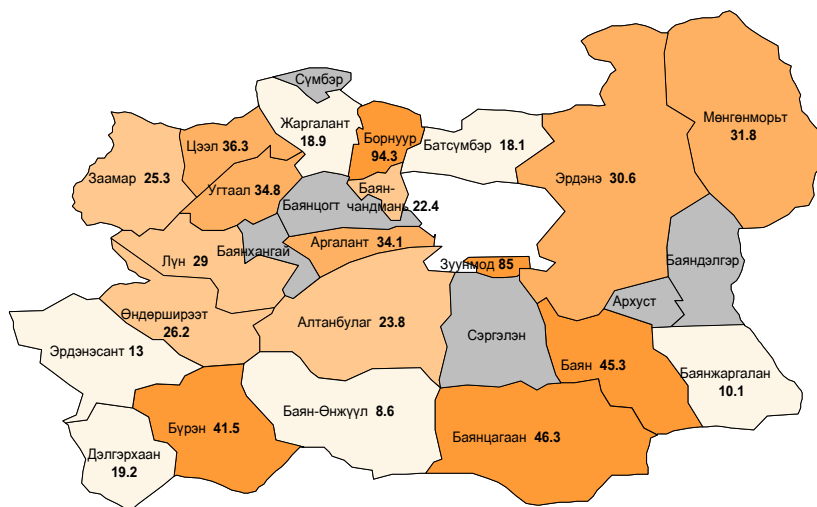 Сүмбэр
Мөнгөнморьт
31.8
Жаргалант
18.9
Борнуур
94.3
Батсүмбэр 18.1
Цээл 36.3
Заамар 25.3
Угтаал 34.8
Баян-
чандмань 22.4
Эрдэнэ 30.6
Баянцогт
Баянхангай
Аргалант 34.1
Лүн 29
Зуунмод 85
Баяндэлгэр
Архуст
Өндөрширээт
26.2
Алтанбулаг 23.8
Сэргэлэн
Эрдэнэсант 13
Баян 45.3
Баянжаргалан
10.1
Бүрэн 41.5
Баян-Өнжүүл 8.6
Баянцагаан 46.3
Дэлгэрхаан
19.2